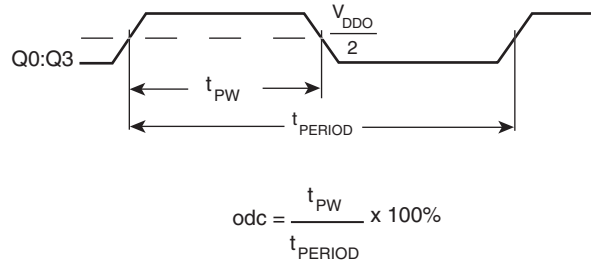 V_DDO
2
Q0:Q3
t_PW
t_PERIOD
odc = t_PW / t_PERIOD x 100%